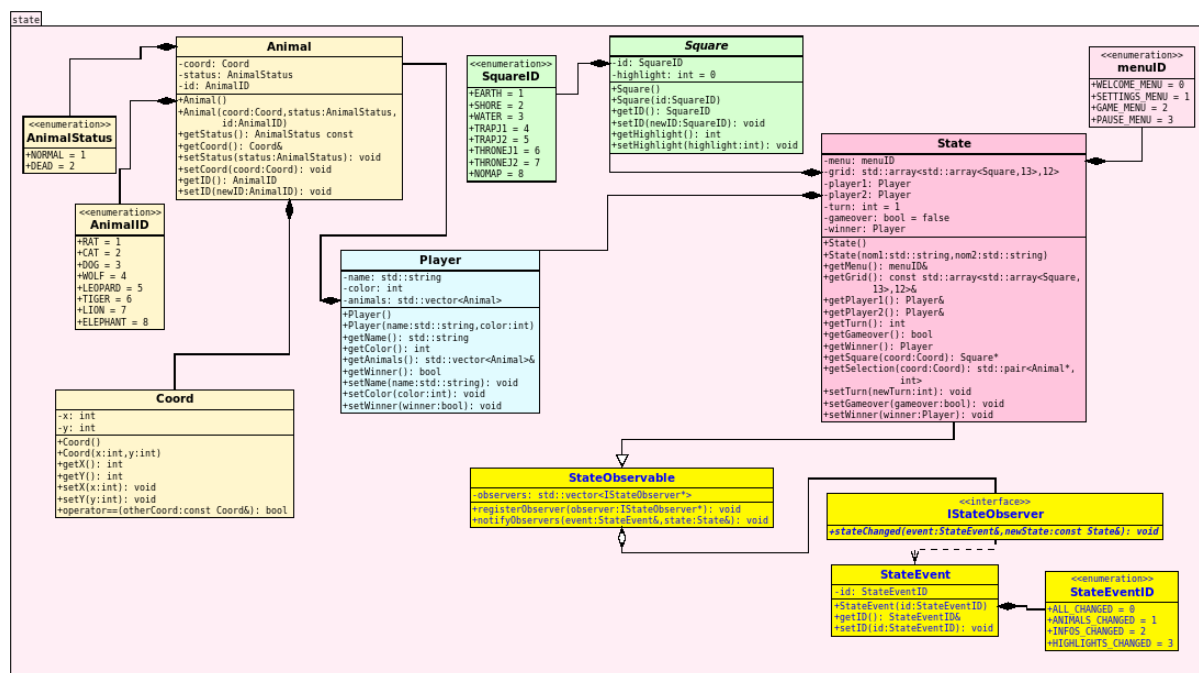 state
Animal
-coord: Coord
-status: AnimalStatus
-id: AnimalID
+Animal()
+Animal(coord:Coord,status:AnimalStatus,
id:AnimalID)
+getStatus(): AnimalStatus const
+getCoord(): Coord&
+setStatus(status:AnimalStatus): void
+setCoord(coord:Coord): void
+getID(): AnimalID
+setID(newID:AnimalID): void
<<enumeration>>
AnimalStatus
+NORMAL = 1
+DEAD = 2
<<enumeration>>
AnimalID
+RAT = 1
+CAT = 2
+DOG = 3
+WOLF = 4
+LEOPARD = 5
+TIGER = 6
+LION = 7
+ELEPHANT = 8
Coord
-x: int
-y: int
+Coord()
+Coord(x:int,y:int)
+getX(): int
+getY(): int
+setX(x:int): void
+setY(y:int): void
+operator==(otherCoord:const Coord&): bool
<<enumeration>>
SquareID
+EARTH = 1
+SHORE = 2
+WATER = 3
+TRAPJ1 = 4
+TRAPJ2 = 5
+THRONEJ1 = 6
+THRONEJ2 = 7
+NOMAP = 8
Square
-id: SquareID
-highlight: int = 0
+Square()
+Square(id:SquareID)
+getID(): SquareID
+setID(newID:SquareID): void
+getHighlight(): int
+setHighlight(highlight:int): void
<<enumeration>>
menuID
+WELCOME_MENU = 0
+SETTINGS_MENU = 1
+GAME_MENU = 2
+PAUSE_MENU = 3
State
-menu: menuID
-grid: std::array<std::array<Square,13>,12>
-player1: Player
-player2: Player
-turn: int = 1
-gameover: bool = false
-winner: Player
+State()
+State(nom1:std::string,nom2:std::string)
+getMenu(): menuID&
+getGrid(): const std::array<std::array<Square,
13>,12>&
+getPlayer1(): Player&
+getPlayer2(): Player&
+getTurn(): int
+getGameover(): bool
+getWinner(): Player
+getSquare(coord:Coord): Square*
+getSelection(coord:Coord): std::pair<Animal*,
int>
+setTurn(newTurn:int): void
+setGameover(gameover:bool): void
+setWinner(winner:Player): void
Player
-name: std::string
-color: int
-animals: std::vector<Animal>
+Player()
+Player(name:std::string,color:int)
+getName(): std::string
+getColor(): int
+getAnimals(): std::vector<Animal>&
+getWinner(): bool
+setName(name:std::string): void
+setColor(color:int): void
+setWinner(winner:bool): void
StateObservable
-observers: std::vector<IStateObserver*>
+registerObserver(observer:IStateObserver*): void
+notifyObservers(event:StateEvent&,state:State&): void
<<interface>>
IStateObserver
+stateChanged(event:StateEvent&,newState:const State&): void
StateEvent
-id: StateEventID
+StateEvent(id:StateEventID)
+getID(): StateEventID&
+setID(id:StateEventID): void
<<enumeration>>
StateEventID
+ALL_CHANGED = 0
+ANIMALS_CHANGED = 1
+INFOS_CHANGED = 2
+HIGHLIGHTS_CHANGED = 3